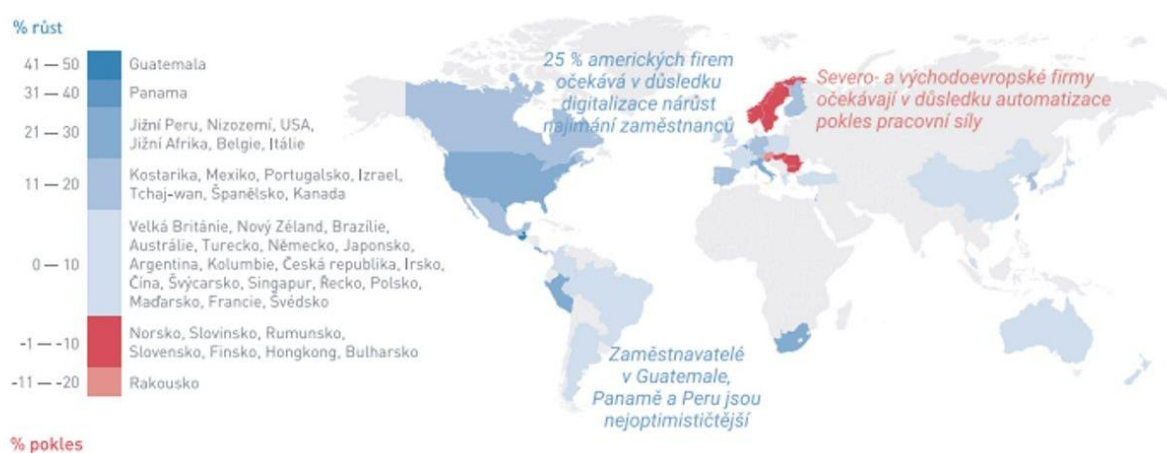 % růst
41 — 50
Guatemala
31 — 40
Panama
21 — 30
Jižní Peru, Nizozemí, USA,
Jižní Afrika, Belgie, Itálie
11 — 20
Kostarika, Mexiko, Portugalsko, Izrael,
Tchaj-wan, Španělsko, Kanada
0 — 10
Velká Británie, Nový Zéland, Brazílie,
Austrálie, Turecko, Německo, Japonsko,
Argentina, Kolumbie, Česká republika, Irsko,
Čína, Švýcarsko, Singapur, Řecko, Polsko,
Maďarsko, Francie, Švédsko
-1 — -10
Norsko, Slovinsko, Rumunsko,
Slovensko, Finsko, Hongkong, Bulharsko
-11 — -20
Rakousko
% pokles
25 % amerických firem
očekává v důsledku
digitalizace nárůst
najímání zaměstnanců
Severo- a východoevropské firmy
očekávají v důsledku automatizace
pokles pracovní síly
Zaměstnavatelé
v Guatemale,
Panamě a Peru jsou
nejoptimističtější